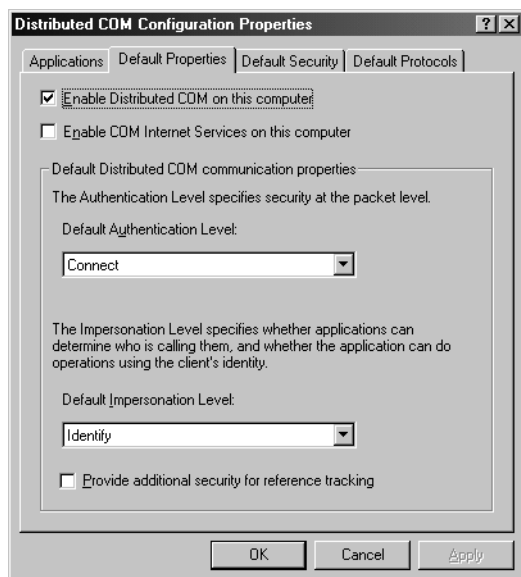 Distributed COM Configuration Properties
Applications Default Properties Default Security Default Protocols
Enable Distributed COM on this computer
Enable COM Internet Services on this computer
Default Distributed COM communication properties
The Authentication Level specifies security at the packet level.
Default Authentication Level:
Connect
The Impersonation Level specifies whether applications can
determine who is calling them, and whether the application can do
operations using the client's identity.
Default Impersonation Level:
Identify
Provide additional security for reference tracking
OK Cancel Apply